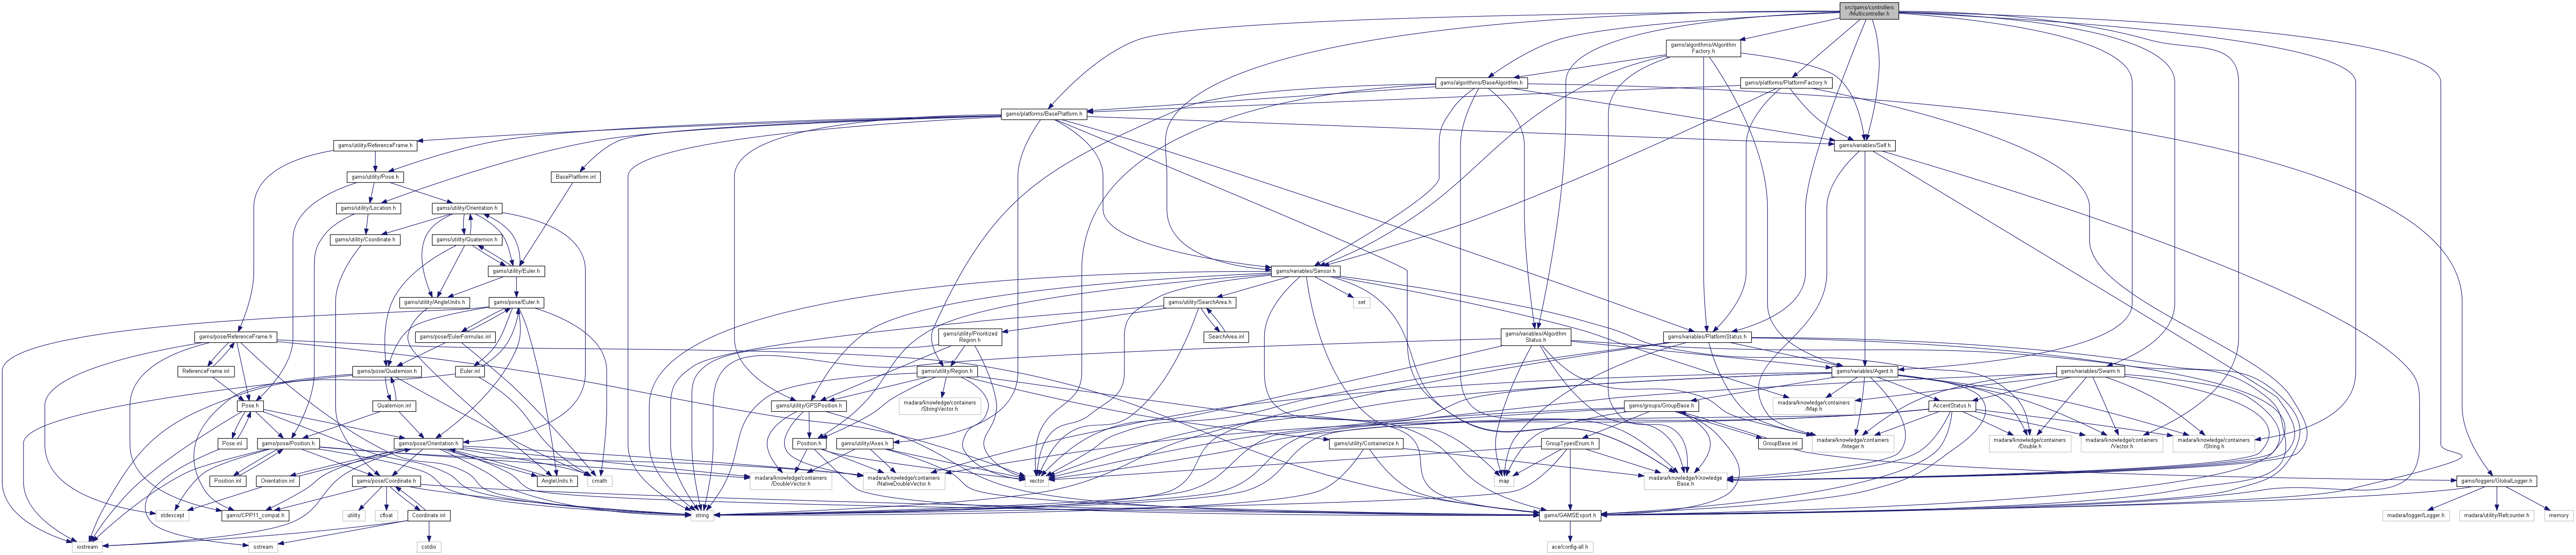 src/gams/controllers
/Multicontroller.h
gams/algorithms/Algorithm
Factory.h
gams/algorithms/BaseAlgorithm.h
gams/platforms/PlatformFactory.h
gams/platforms/BasePlatform.h
gams/utility/ReferenceFrame.h
gams/variables/Self.h
gams/utility/Pose.h
BasePlatform.inl
gams/utility/Location.h
gams/utility/Orientation.h
gams/utility/Coordinate.h
gams/utility/Quaternion.h
gams/utility/Euler.h
gams/variables/Sensor.h
gams/utility/AngleUnits.h
gams/pose/Euler.h
gams/utility/SearchArea.h
set
gams/pose/ReferenceFrame.h
gams/pose/EulerFormulas.inl
gams/utility/Prioritized
Region.h
SearchArea.inl
gams/variables/Algorithm
Status.h
gams/variables/PlatformStatus.h
ReferenceFrame.inl
gams/pose/Quaternion.h
Euler.inl
gams/utility/Region.h
gams/variables/Agent.h
gams/variables/Swarm.h
Pose.h
Quaternion.inl
gams/utility/GPSPosition.h
madara/knowledge/containers
/StringVector.h
gams/groups/GroupBase.h
madara/knowledge/containers
/Map.h
AccentStatus.h
Pose.inl
gams/pose/Position.h
gams/pose/Orientation.h
Position.h
gams/utility/Axes.h
gams/utility/Containerize.h
GroupTypesEnum.h
GroupBase.inl
madara/knowledge/containers
/Integer.h
madara/knowledge/containers
/Double.h
madara/knowledge/containers
/Vector.h
madara/knowledge/containers
/String.h
Position.inl
Orientation.inl
gams/pose/Coordinate.h
AngleUnits.h
cmath
madara/knowledge/containers
/DoubleVector.h
madara/knowledge/containers
/NativeDoubleVector.h
vector
map
madara/knowledge/Knowledge
Base.h
gams/loggers/GlobalLogger.h
stdexcept
gams/CPP11_compat.h
utility
cfloat
Coordinate.inl
string
gams/GAMSExport.h
madara/logger/Logger.h
madara/utility/Refcounter.h
memory
iostream
sstream
cstdio
ace/config-all.h